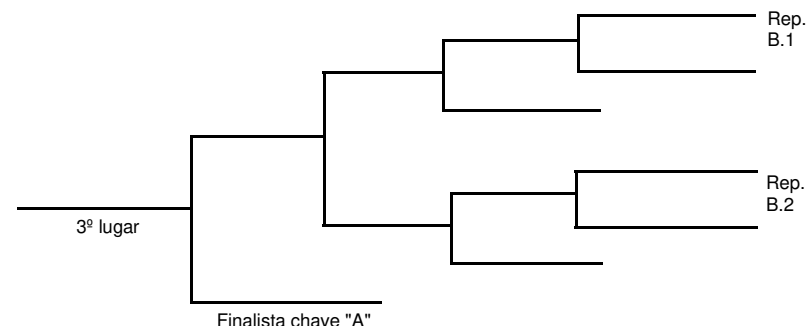 Rep.
B.1
Rep.
B.2
3º lugar
Finalista chave "A"